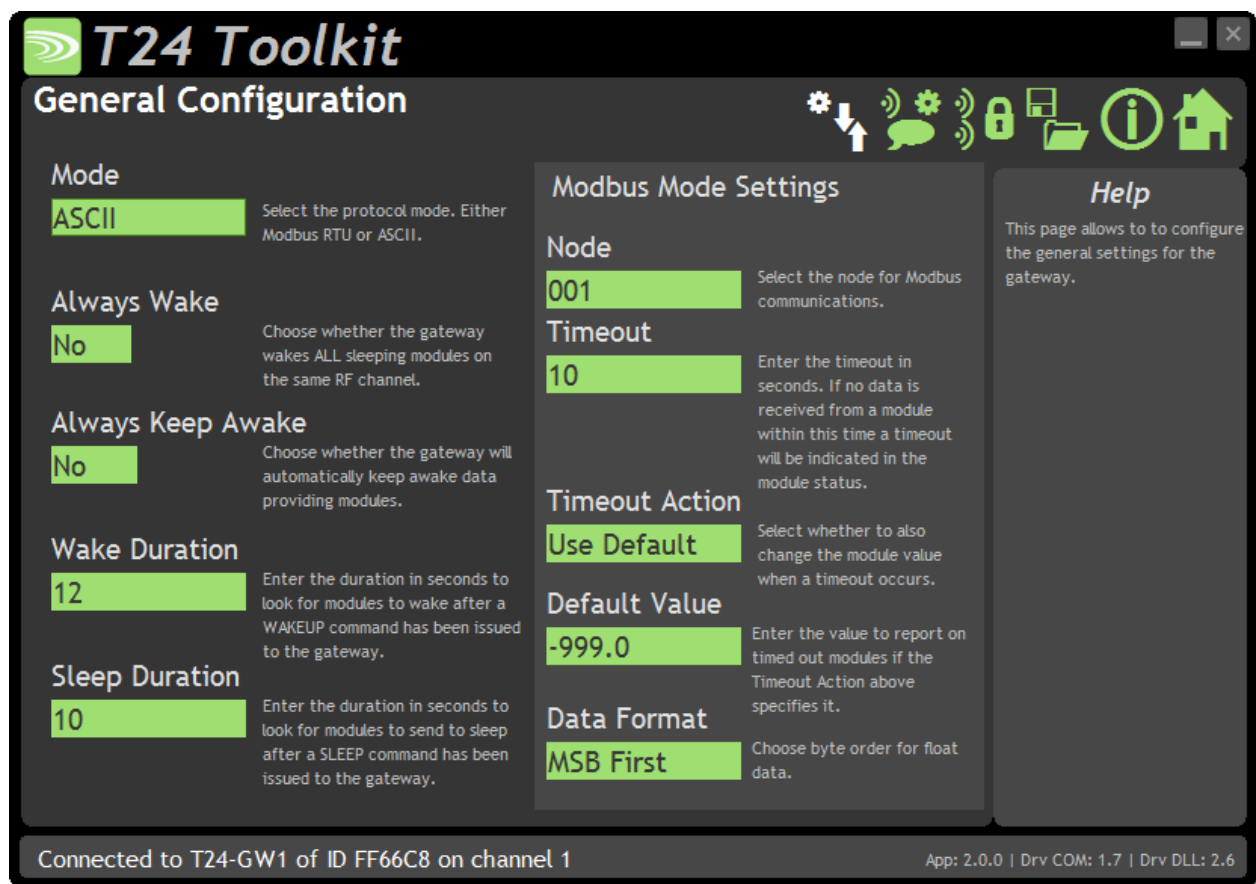 T24 Toolkit
General Configuration
Mode
ASCII
Select the protocol mode. Either
Modbus RTU or ASCII.
Always Wake
No
Choose whether the gateway
wakes ALL sleeping modules on
the same RF channel.
Always Keep Awake
No
Choose whether the gateway will
automatically keep awake data
providing modules.
Wake Duration
12
Enter the duration in seconds to
look for modules to wake after a
WAKEUP command has been issued
to the gateway.
Sleep Duration
10
Enter the duration in seconds to
look for modules to send to sleep
after a SLEEP command has been
issued to the gateway.
Modbus Mode Settings
Node
001
Select the node for Modbus
communications.
Timeout
10
Enter the timeout in
seconds. If no data is
received from a module
within this time a timeout
will be indicated in the
module status.
Timeout Action
Use Default
Select whether to also
change the module value
when a timeout occurs.
Default Value
-999.0
Enter the value to report on
timed out modules if the
Timeout Action above
specifies it.
Data Format
MSB First
Choose byte order for float
data.
Help
This page allows to to configure
the general settings for the
gateway.
Connected to T24-GW1 of ID FF66C8 on channel 1
App: 2.0.0 | Drv COM: 1.7 | Drv DLL: 2.6